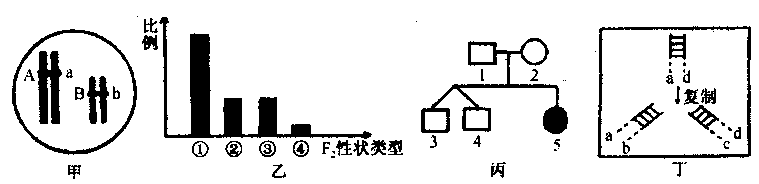 A a B b
甲
比例
① ② ③ ④ F₂性状类型
乙
1 2
3 4 5
丙
a d
复制
a b c d
丁